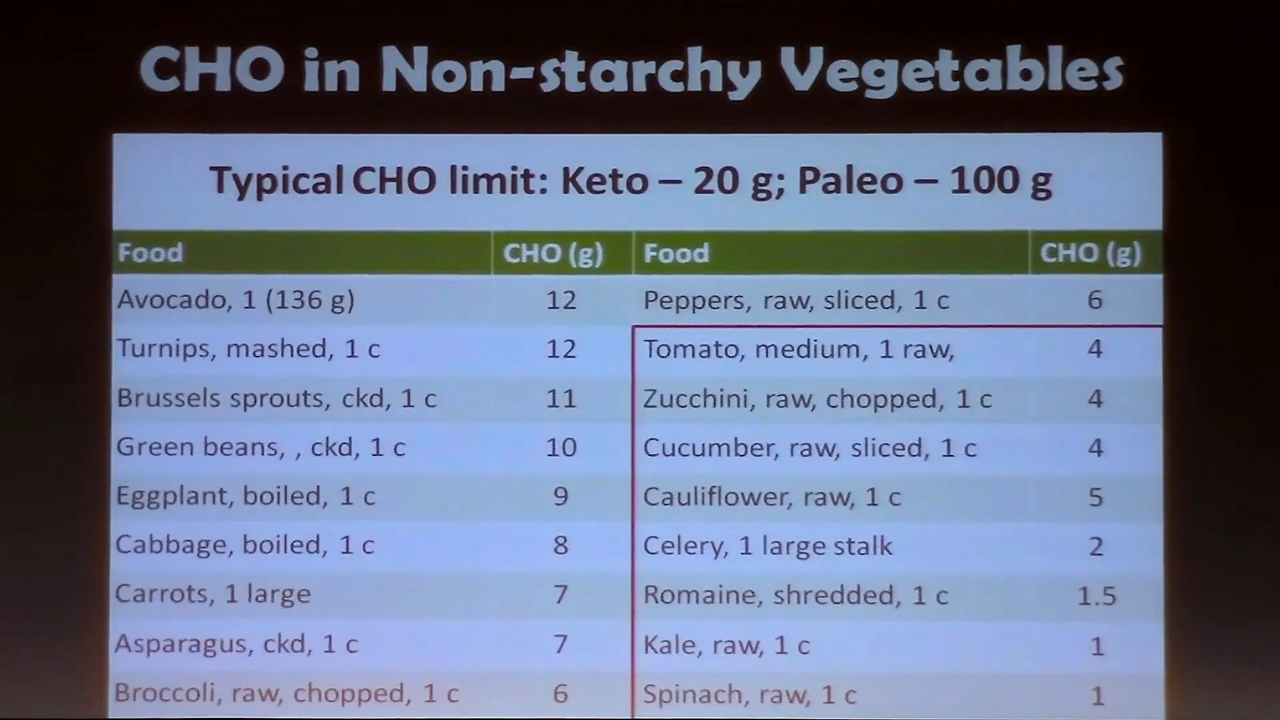 CHO in Non-starchy Vegetables
Typical CHO limit: Keto – 20 g; Paleo – 100 g
Food CHO (g) Food CHO (g)
Avocado, 1 (136 g) 12 Peppers, raw, sliced, 1 c 6
Turnips, mashed, 1 c 12 Tomato, medium, 1 raw, 4
Brussels sprouts, ckd, 1 c 11 Zucchini, raw, chopped, 1 c 4
Green beans, , ckd, 1 c 10 Cucumber, raw, sliced, 1 c 4
Eggplant, boiled, 1 c 9 Cauliflower, raw, 1 c 5
Cabbage, boiled, 1 c 8 Celery, 1 large stalk 2
Carrots, 1 large 7 Romaine, shredded, 1 c 1.5
Asparagus, ckd, 1 c 7 Kale, raw, 1 c 1
Broccoli, raw, chopped, 1 c 6 Spinach, raw, 1 c 1